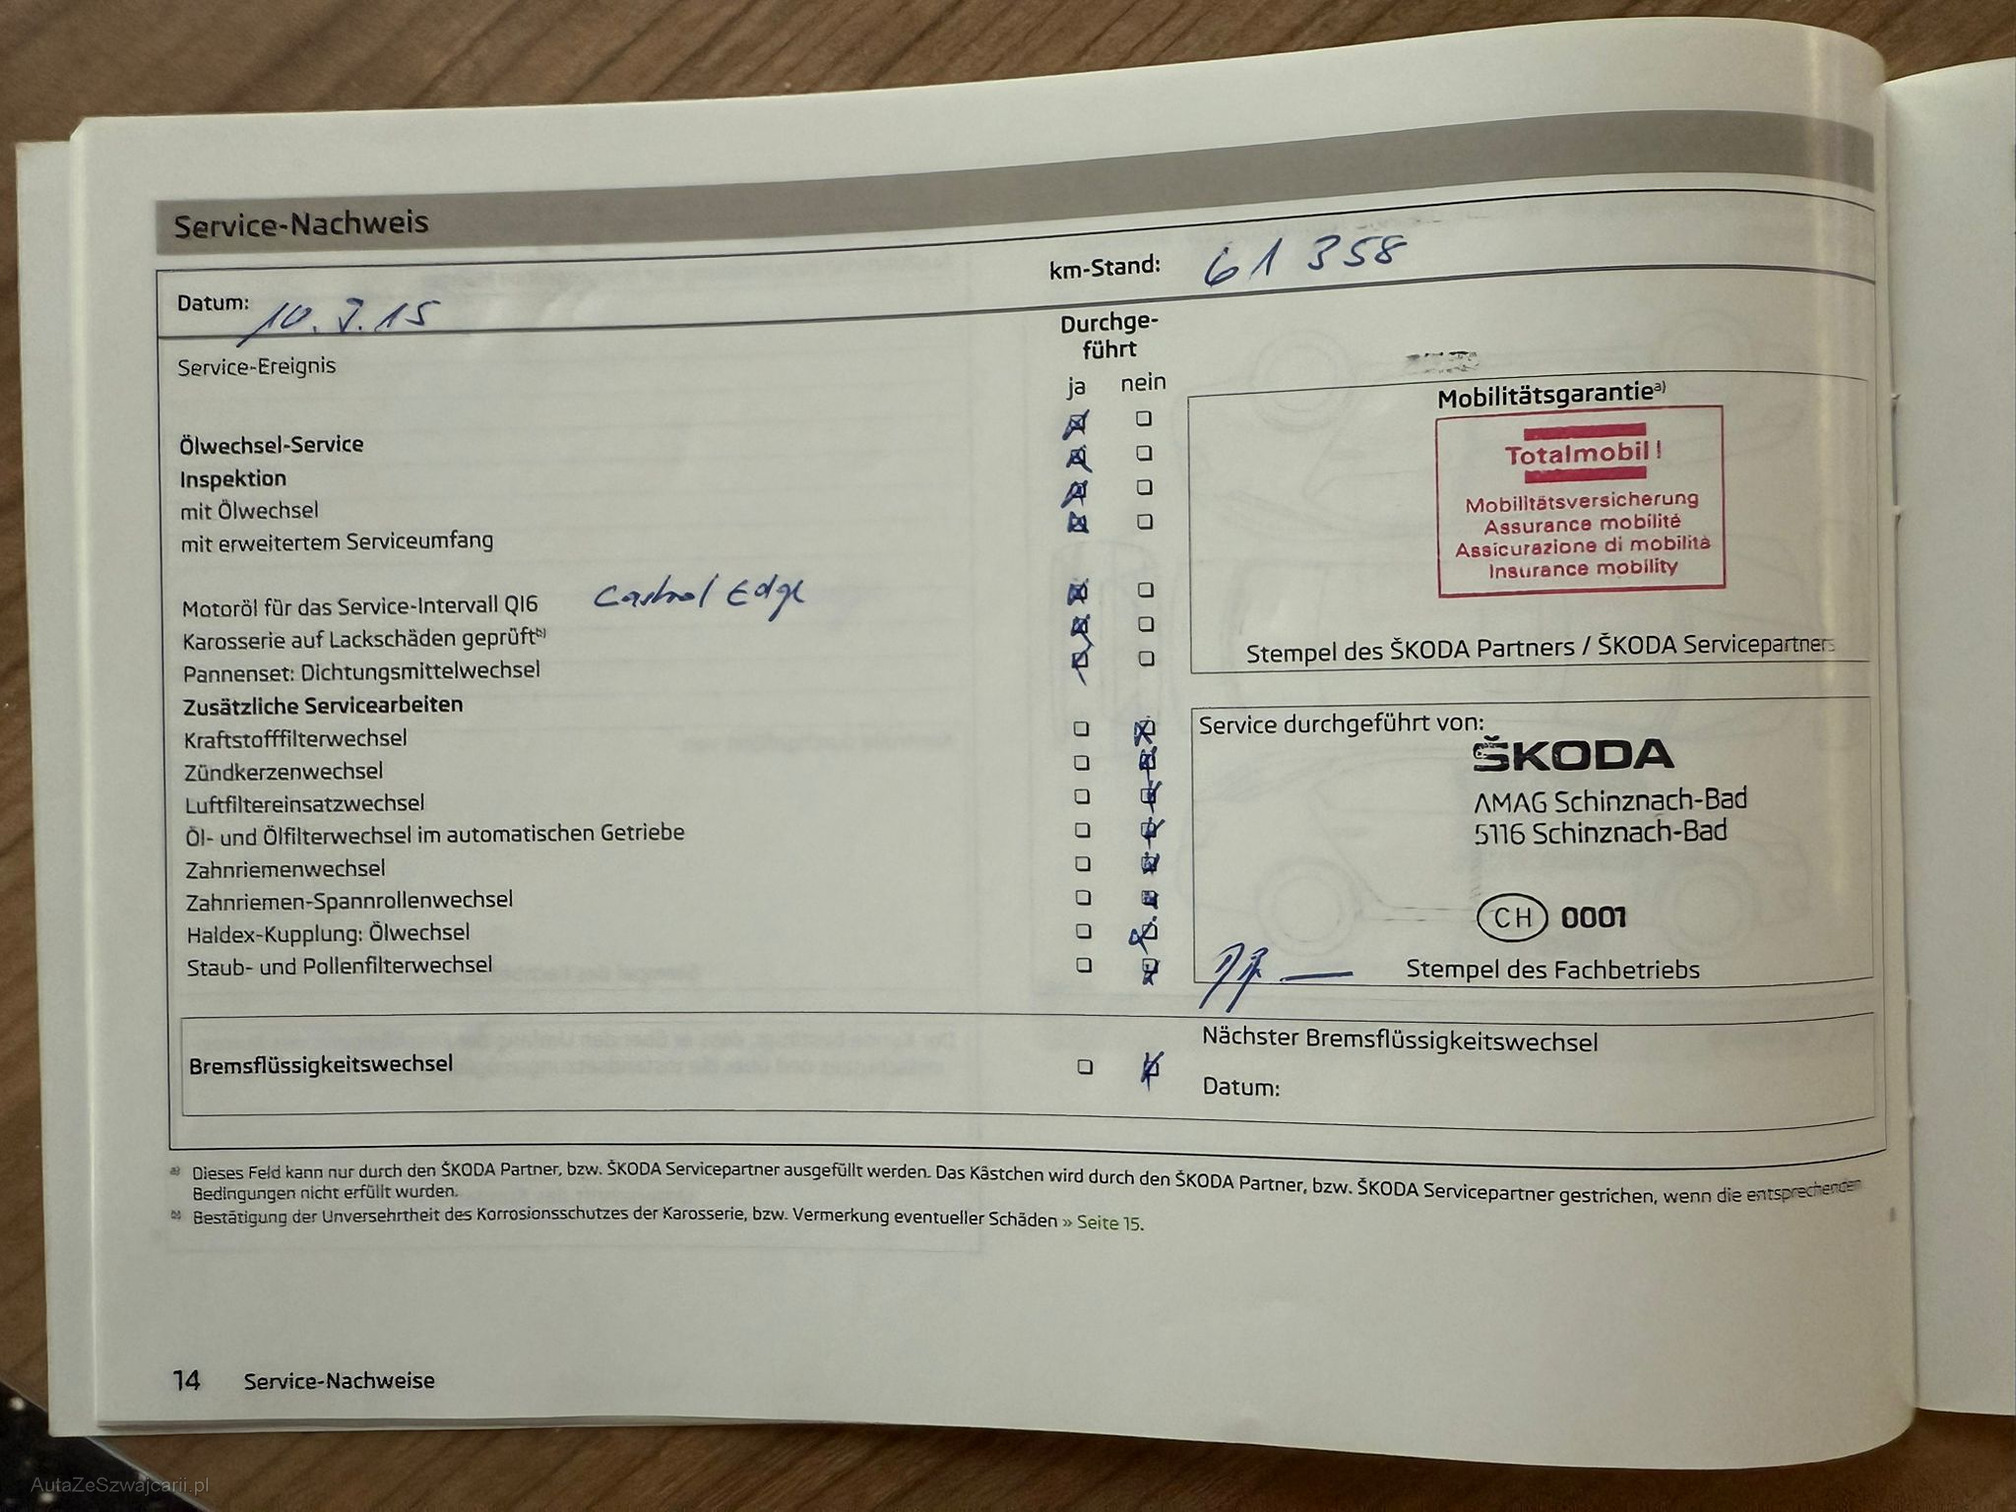 Service-Nachweis
Datum: 10. 7. 15
km-Stand: 61 358
Service-Ereignis
Durchge-
führt
ja nein
Ölwechsel-Service
Inspektion
mit Ölwechsel
mit erweitertem Serviceumfang
Motoröl für das Service-Intervall QI6 Castrol Edge
Karosserie auf Lackschäden geprüftb)
Pannenset: Dichtungsmittelwechsel
Zusätzliche Servicearbeiten
Kraftstofffilterwechsel
Zündkerzenwechsel
Luftfiltereinsatzwechsel
Öl- und Ölfilterwechsel im automatischen Getriebe
Zahnriemenwechsel
Zahnriemen-Spannrollenwechsel
Haldex-Kupplung: Ölwechsel
Staub- und Pollenfilterwechsel
Mobilitätsgarantiea)
Totalmobil!
Mobilitätsversicherung
Assurance mobilité
Assicurazione di mobilità
Insurance mobility
Stempel des ŠKODA Partners / ŠKODA Servicepartners
Service durchgeführt von:
ŠKODA
AMAG Schinznach-Bad
5116 Schinznach-Bad
CH 0001
Stempel des Fachbetriebs
Bremsflüssigkeitswechsel
Nächster Bremsflüssigkeitswechsel
Datum:
a) Dieses Feld kann nur durch den ŠKODA Partner, bzw. ŠKODA Servicepartner ausgefüllt werden. Das Kästchen wird durch den ŠKODA Partner, bzw. ŠKODA Servicepartner gestrichen, wenn die entsprechenden
Bedingungen nicht erfüllt wurden.
b) Bestätigung der Unversehrtheit des Korrosionsschutzes der Karosserie, bzw. Vermerkung eventueller Schäden » Seite 15.
14 Service-Nachweise
AutaZeSzwajcarii.pl